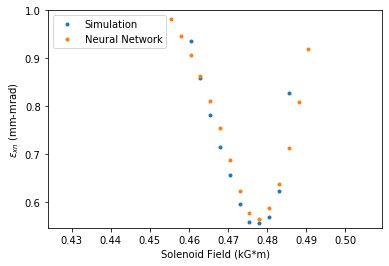 Simulation
Neural Network
1.0
0.9
0.8
0.7
0.6
εxn (mm-mrad)
0.43 0.44 0.45 0.46 0.47 0.48 0.49 0.50
Solenoid Field (kG*m)